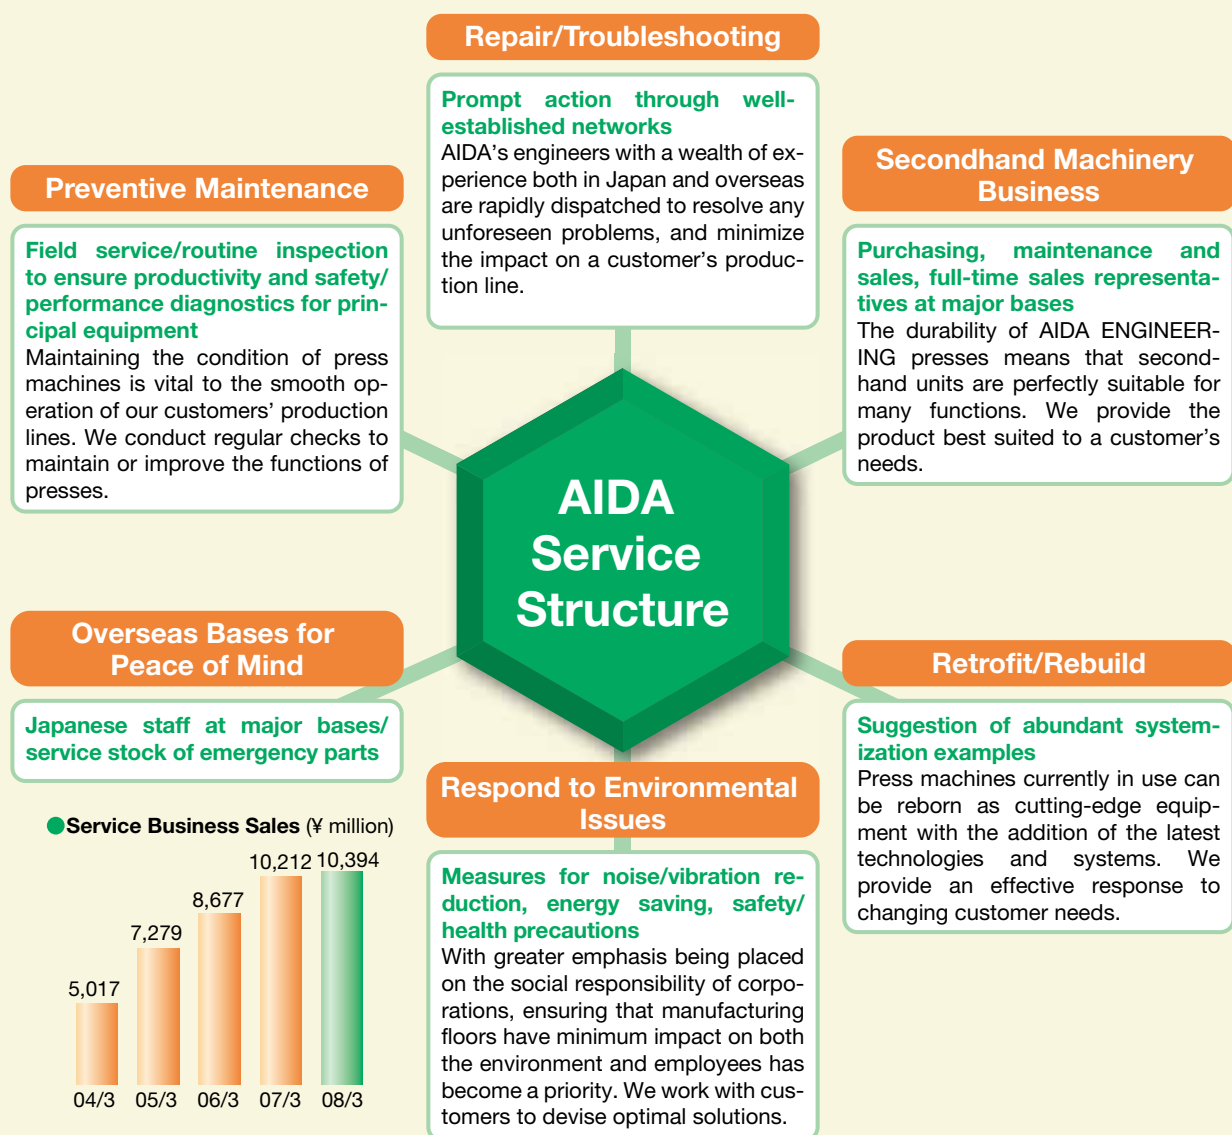 Repair/Troubleshooting
Prompt action through well-
established networks
AIDA's engineers with a wealth of ex-
perience both in Japan and overseas
are rapidly dispatched to resolve any
unforeseen problems, and minimize
the impact on a customer's produc-
tion line.
Preventive Maintenance
Field service/routine inspection
to ensure productivity and safety/
performance diagnostics for prin-
cipal equipment
Maintaining the condition of press
machines is vital to the smooth op-
eration of our customers' production
lines. We conduct regular checks to
maintain or improve the functions of
presses.
Secondhand Machinery
Business
Purchasing, maintenance and
sales, full-time sales representa-
tives at major bases
The durability of AIDA ENGINEER-
ING presses means that second-
hand units are perfectly suitable for
many functions. We provide the
product best suited to a customer's
needs.
AIDA
Service
Structure
Overseas Bases for
Peace of Mind
Japanese staff at major bases/
service stock of emergency parts
Retrofit/Rebuild
Suggestion of abundant system-
ization examples
Press machines currently in use can
be reborn as cutting-edge equip-
ment with the addition of the latest
technologies and systems. We
provide an effective response to
changing customer needs.
Respond to Environmental
Issues
Measures for noise/vibration re-
duction, energy saving, safety/
health precautions
With greater emphasis being placed
on the social responsibility of corpo-
rations, ensuring that manufacturing
floors have minimum impact on both
the environment and employees has
become a priority. We work with cus-
tomers to devise optimal solutions.
●Service Business Sales (¥ million)
5,017
7,279
8,677
10,212
10,394
04/3
05/3
06/3
07/3
08/3